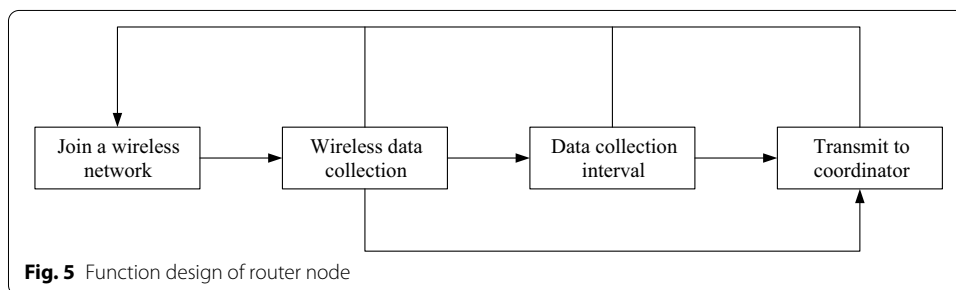 Join a wireless
network
Wireless data
collection
Data collection
interval
Transmit to
coordinator
Fig. 5 Function design of router node